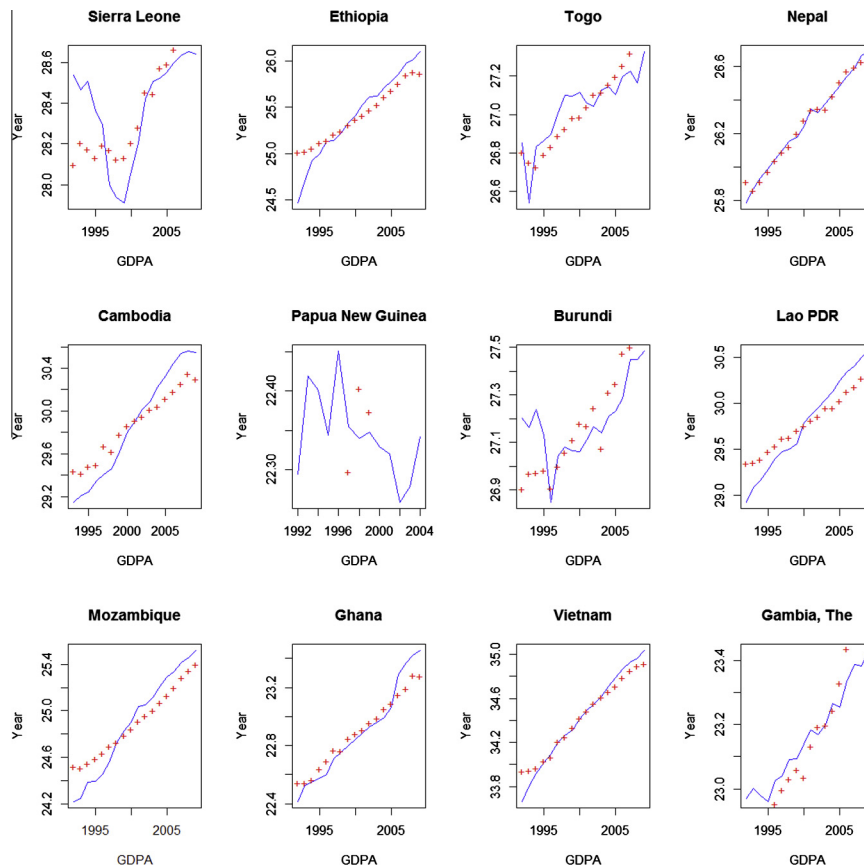 Sierra Leone
Year
28.0 28.2 28.4 28.6
1995 2005
GDPA
Ethiopia
Year
24.5 25.0 25.5 26.0
1995 2005
GDPA
Togo
Year
26.6 26.8 27.0 27.2
1995 2005
GDPA
Nepal
Year
25.8 26.2 26.6
1995 2005
GDPA
Cambodia
Year
29.2 29.6 30.0 30.4
1995 2000 2005
GDPA
Papua New Guinea
Year
22.30 22.40
1992 1996 2000 2004
GDPA
Burundi
Year
26.9 27.1 27.3 27.5
1995 2005
GDPA
Lao PDR
Year
29.0 29.5 30.0 30.5
1995 2005
GDPA
Mozambique
Year
24.2 24.6 25.0 25.4
1995 2005
GDPA
Ghana
Year
22.4 22.8 23.2
1995 2005
GDPA
Vietnam
Year
33.8 34.2 34.6 35.0
1995 2005
GDPA
Gambia, The
Year
23.0 23.2 23.4
1995 2005
GDPA